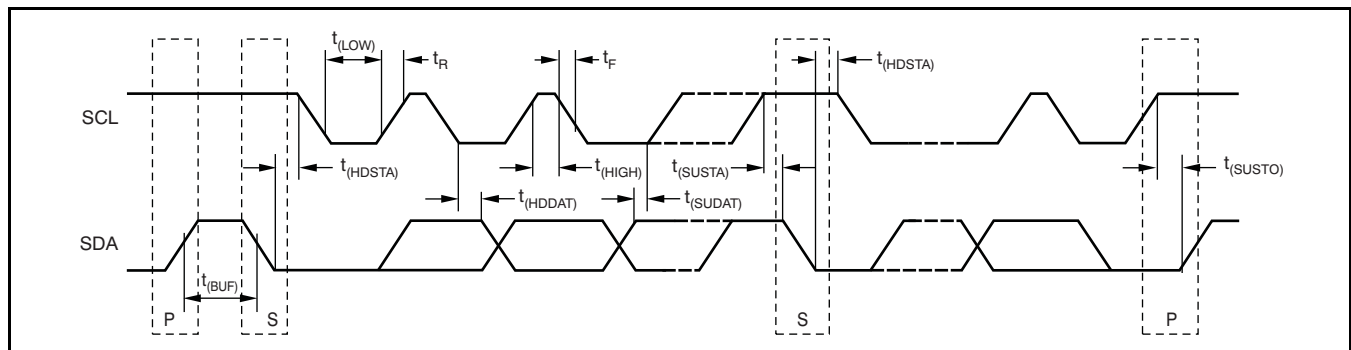 t(LOW)
tR
tF
t(HDSTA)
SCL
t(HDSTA)
t(HIGH)
t(SUSTA)
t(SUSTO)
t(HDDAT)
t(SUDAT)
SDA
t(BUF)
P
S
S
P